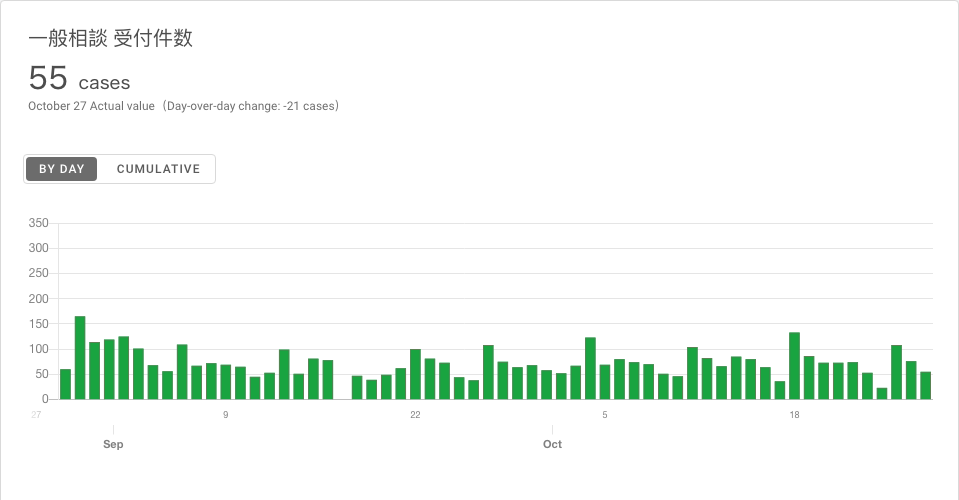 一般相談 受付件数
55 cases
October 27 Actual value（Day-over-day change: -21 cases）
BY DAY CUMULATIVE
350
300
250
200
150
100
50
0
27 9 22 5 18
Sep Oct